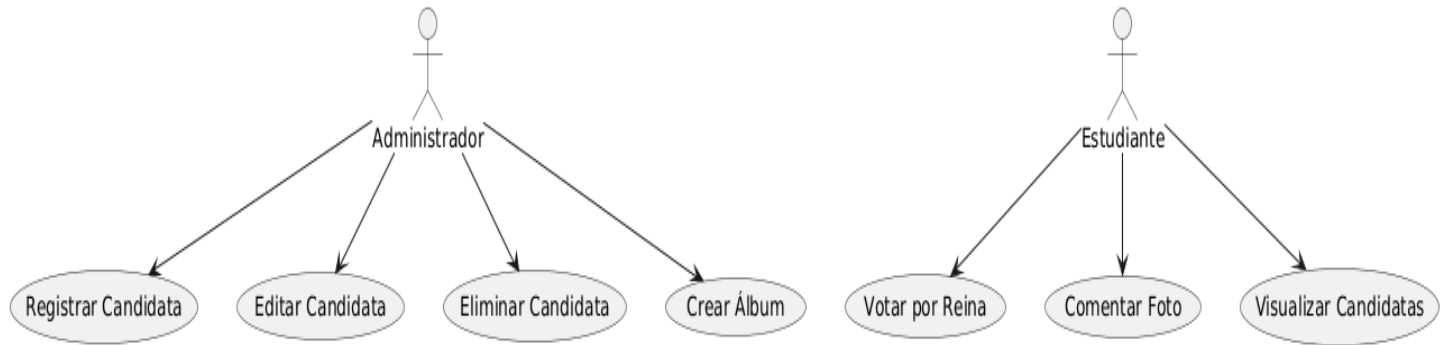 Administrador
Estudiante
Registrar Candidata
Editar Candidata
Eliminar Candidata
Crear Álbum
Votar por Reina
Comentar Foto
Visualizar Candidatas